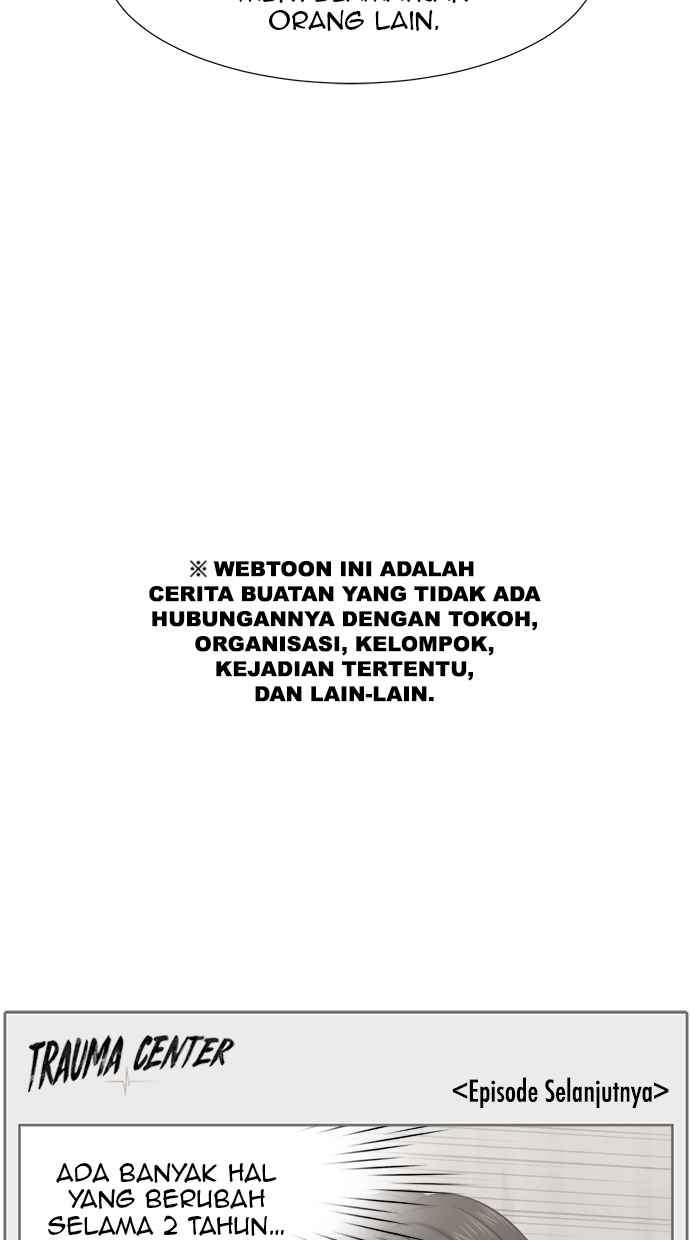 ORANG LAIN.
※ WEBTOON INI ADALAH
CERITA BUATAN YANG TIDAK ADA
HUBUNGANNYA DENGAN TOKOH,
ORGANISASI, KELOMPOK,
KEJADIAN TERTENTU,
DAN LAIN-LAIN.
TRAUMA CENTER
<Episode Selanjutnya>
ADA BANYAK HAL
YANG BERUBAH
SELAMA 2 TAHUN...